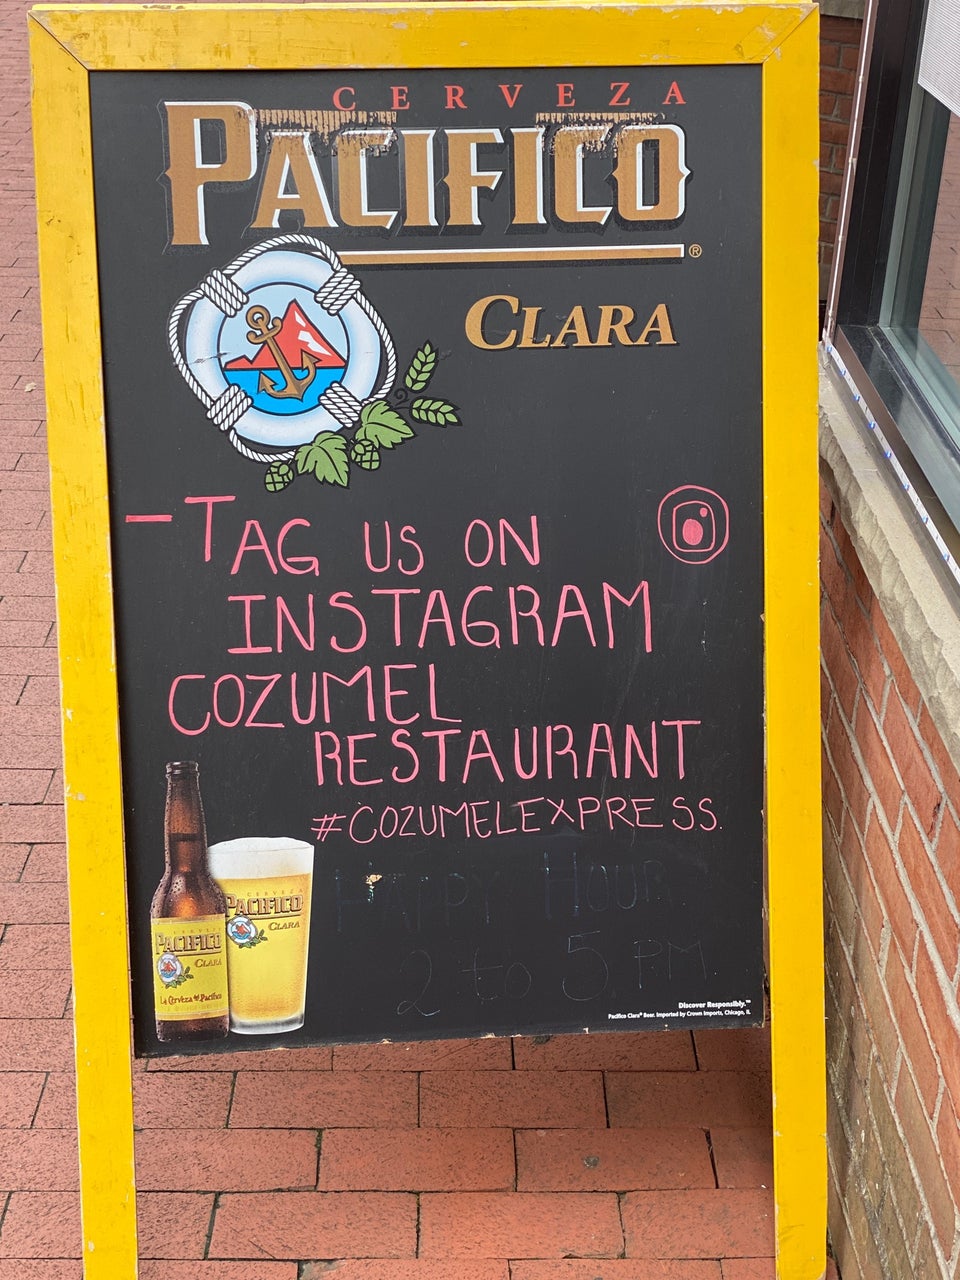 CERVEZA
PACIFICO
®
CLARA
- TAG US ON
INSTAGRAM
COZUMEL
RESTAURANT
#COZUMELEXPRESS
HAPPY HOUR
2 to 5 PM
CERVEZA
PACIFICO
CLARA
PACIFICO
CLARA
La Cerveza del Pacifico
Discover Responsibly.™
Pacifico Clara® Beer. Imported by Crown Imports, Chicago, IL